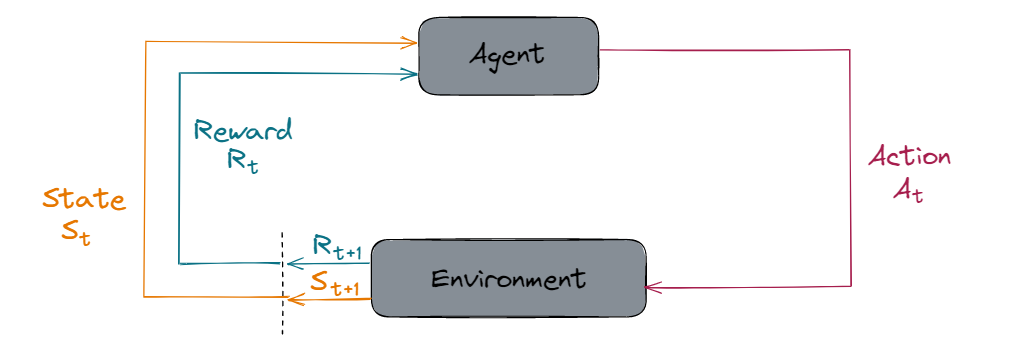 Agent
Reward
Rₜ
Action
Aₜ
State
Sₜ
Rₜ₊₁
Sₜ₊₁
Environment